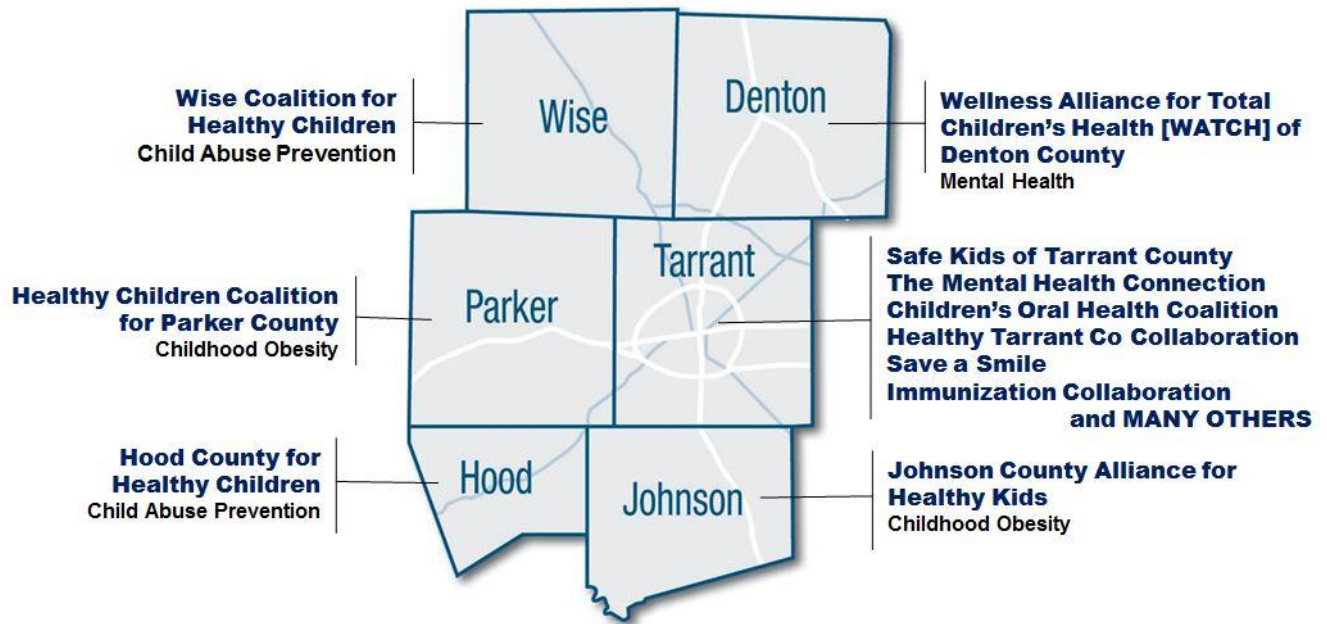 Wise Coalition for
Healthy Children
Child Abuse Prevention
Wise
Denton
Wellness Alliance for Total
Children's Health [WATCH] of
Denton County
Mental Health
Healthy Children Coalition
for Parker County
Childhood Obesity
Parker
Tarrant
Safe Kids of Tarrant County
The Mental Health Connection
Children's Oral Health Coalition
Healthy Tarrant Co Collaboration
Save a Smile
Immunization Collaboration
and MANY OTHERS
Hood County for
Healthy Children
Child Abuse Prevention
Hood
Johnson
Johnson County Alliance for
Healthy Kids
Childhood Obesity